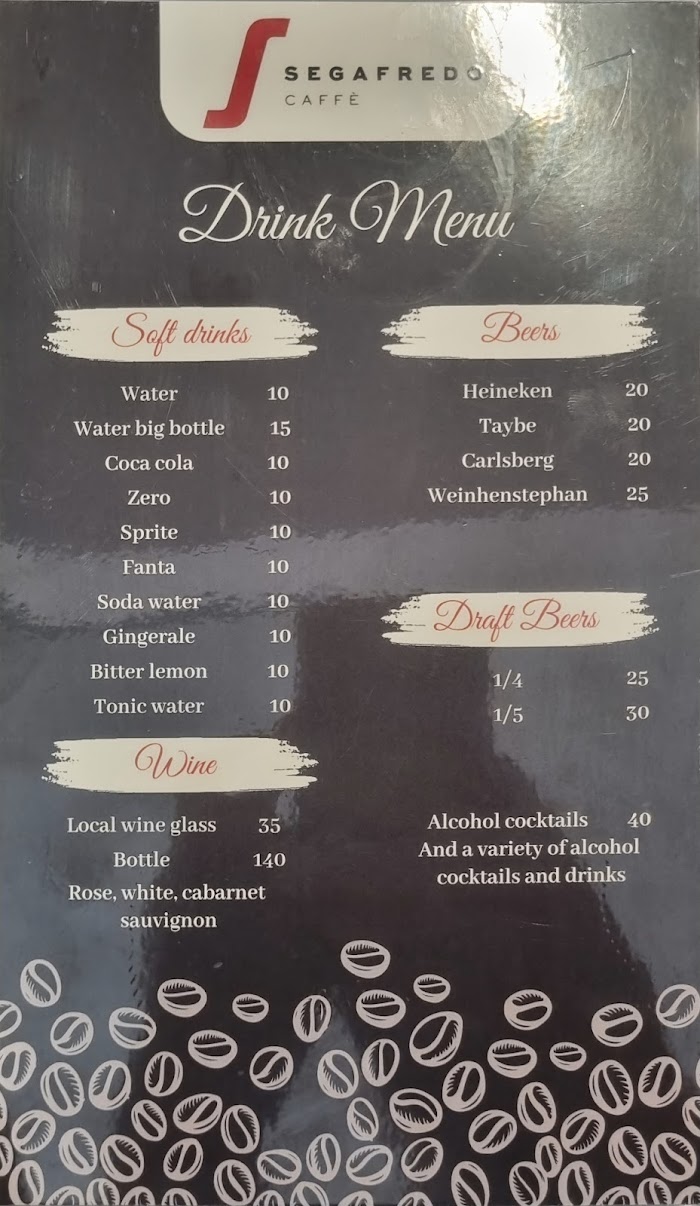 SEGAFREDO
CAFFÈ
Drink Menu
Soft drinks
Water 10
Water big bottle 15
Coca cola 10
Zero 10
Sprite 10
Fanta 10
Soda water 10
Gingerale 10
Bitter lemon 10
Tonic water 10
Wine
Local wine glass 35
Bottle 140
Rose, white, cabarnet
sauvignon
Beers
Heineken 20
Taybe 20
Carlsberg 20
Weinhenstephan 25
Draft Beers
1/4 25
1/5 30
Alcohol cocktails 40
And a variety of alcohol
cocktails and drinks